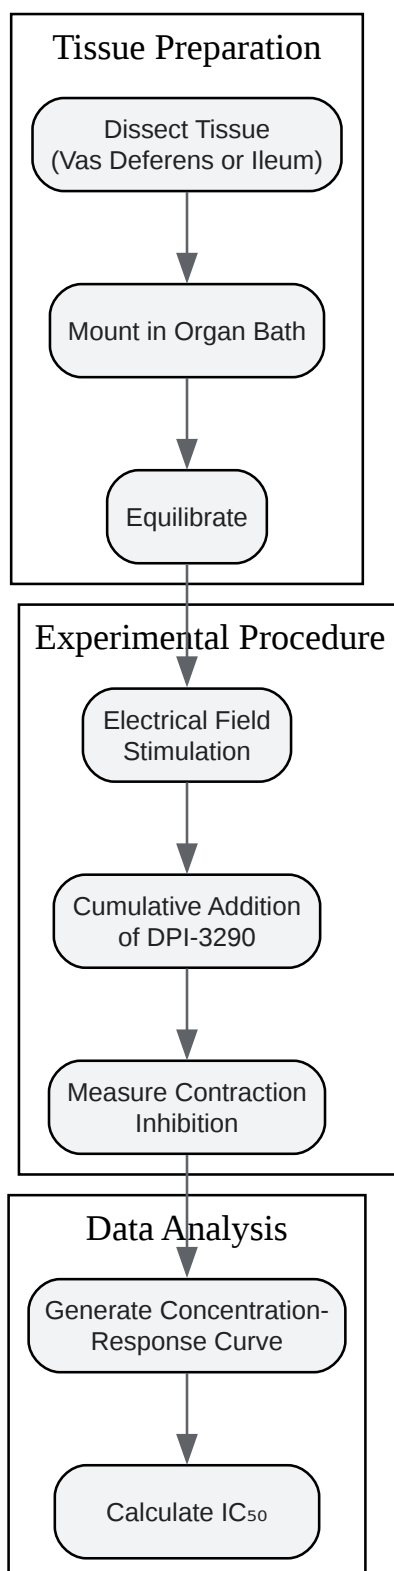 Tissue Preparation
Dissect Tissue
(Vas Deferens or Ileum)
Mount in Organ Bath
Equilibrate
Experimental Procedure
Electrical Field
Stimulation
Cumulative Addition
of DPI-3290
Measure Contraction
Inhibition
Data Analysis
Generate Concentration-
Response Curve
Calculate IC₅₀